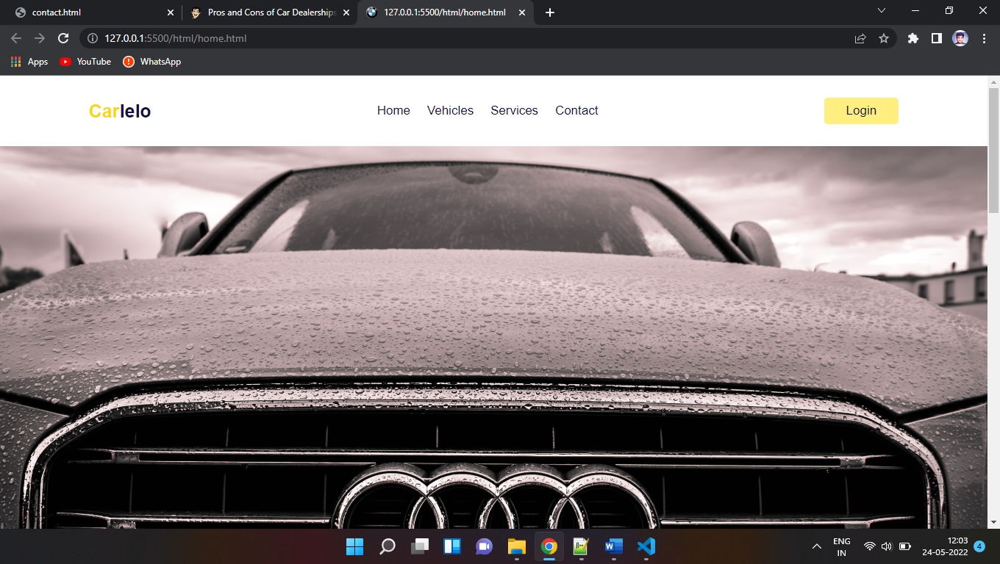 contact.html
Pros and Cons of Car Dealerships
127.0.0.1:5500/html/home.html
127.0.0.1:5500/html/home.html
Apps
YouTube
WhatsApp
Carlelo
Home
Vehicles
Services
Contact
Login
ENG
IN
12:03
24-05-2022
4